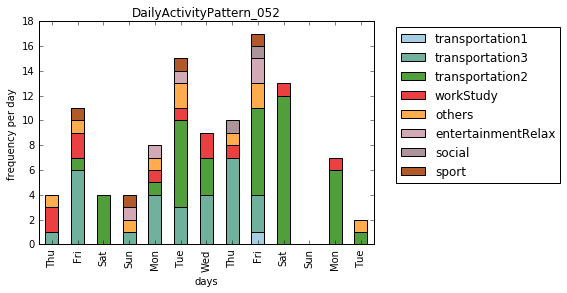 DailyActivityPattern_052
frequency per day
18
16
14
12
10
8
6
4
2
0
Thu
Fri
Sat
Sun
Mon
Tue
Wed
Thu
Fri
Sat
Sun
Mon
Tue
days
transportation1
transportation3
transportation2
workStudy
others
entertainmentRelax
social
sport